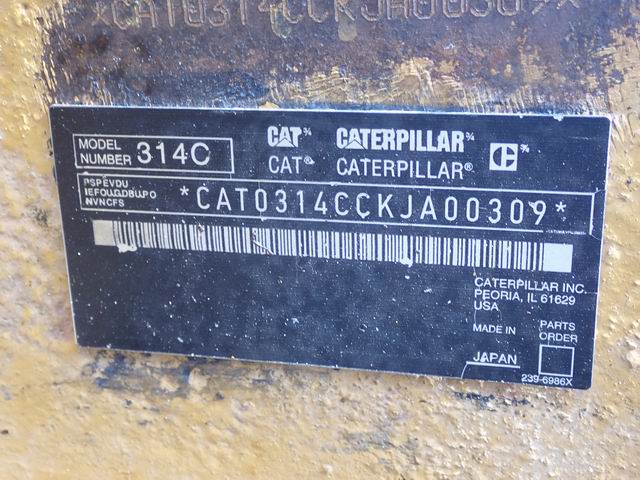 *CAT0314CCKJA00309*
MODEL NUMBER 314C
CAT CATERPILLAR
CAT® CATERPILLAR®
PSPEVDU
IEFOUJGDBUJPO
NVNCFS
*CAT0314CCKJA00309*
CATERPILLAR INC.
PEORIA, IL 61629
USA
MADE IN JAPAN
PARTS ORDER
239-6986X